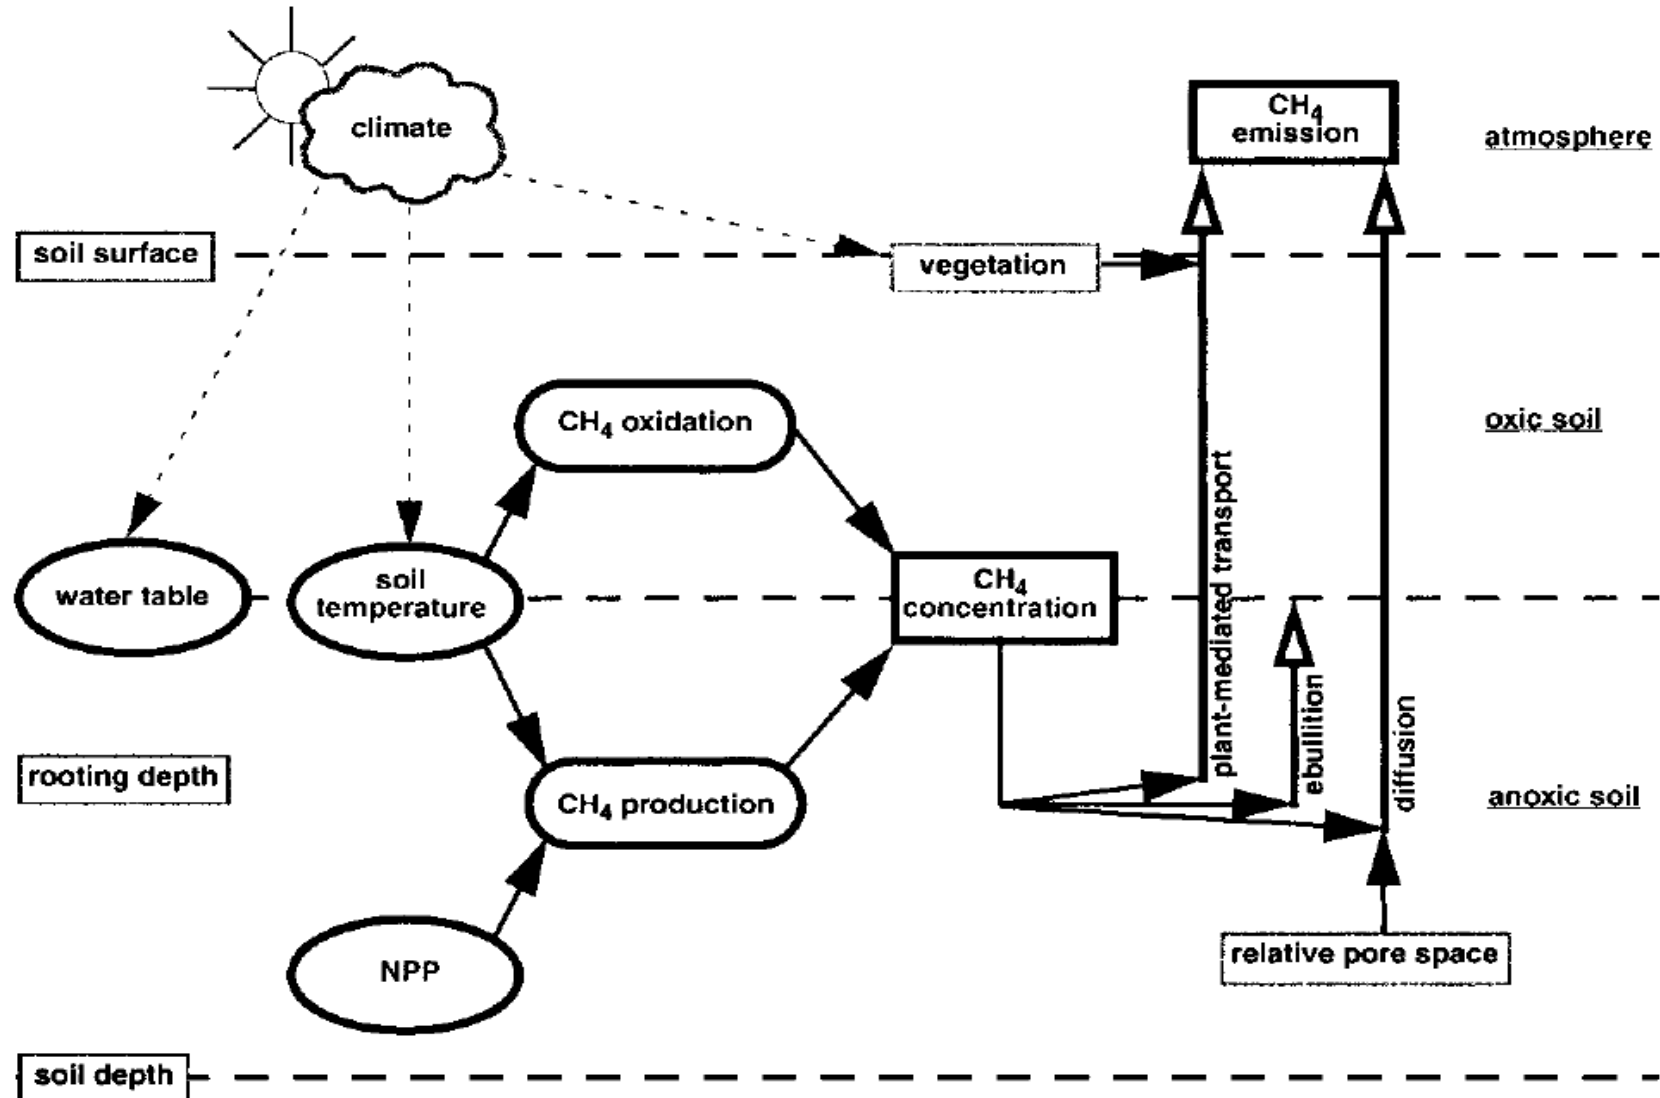 climate
CH₄
emission
atmosphere
soil surface
vegetation
CH₄ oxidation
oxic soil
plant-mediated transport
water table
soil
temperature
CH₄
concentration
ebullition
diffusion
rooting depth
CH₄ production
anoxic soil
relative pore space
NPP
soil depth